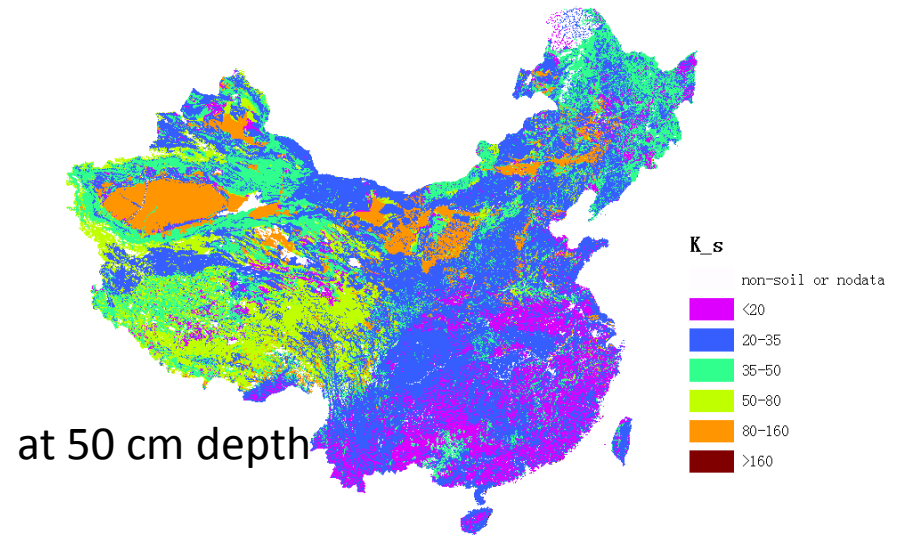 K_s
non-soil or nodata
<20
20-35
35-50
50-80
80-160
>160
at 50 cm depth